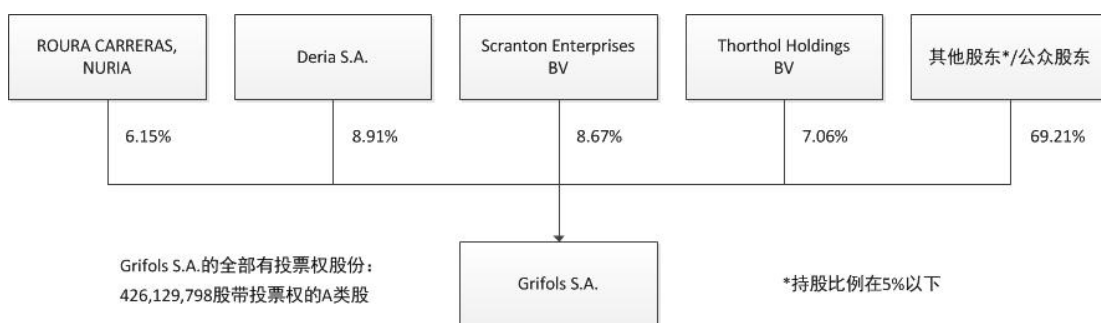 ROURA CARRERAS,
NURIA
Deria S.A.
Scranton Enterprises
BV
Thorthol Holdings
BV
其他股东*/公众股东
6.15%
8.91%
8.67%
7.06%
69.21%
Grifols S.A.的全部有投票权股份：
426,129,798股带投票权的A类股
Grifols S.A.
*持股比例在5%以下